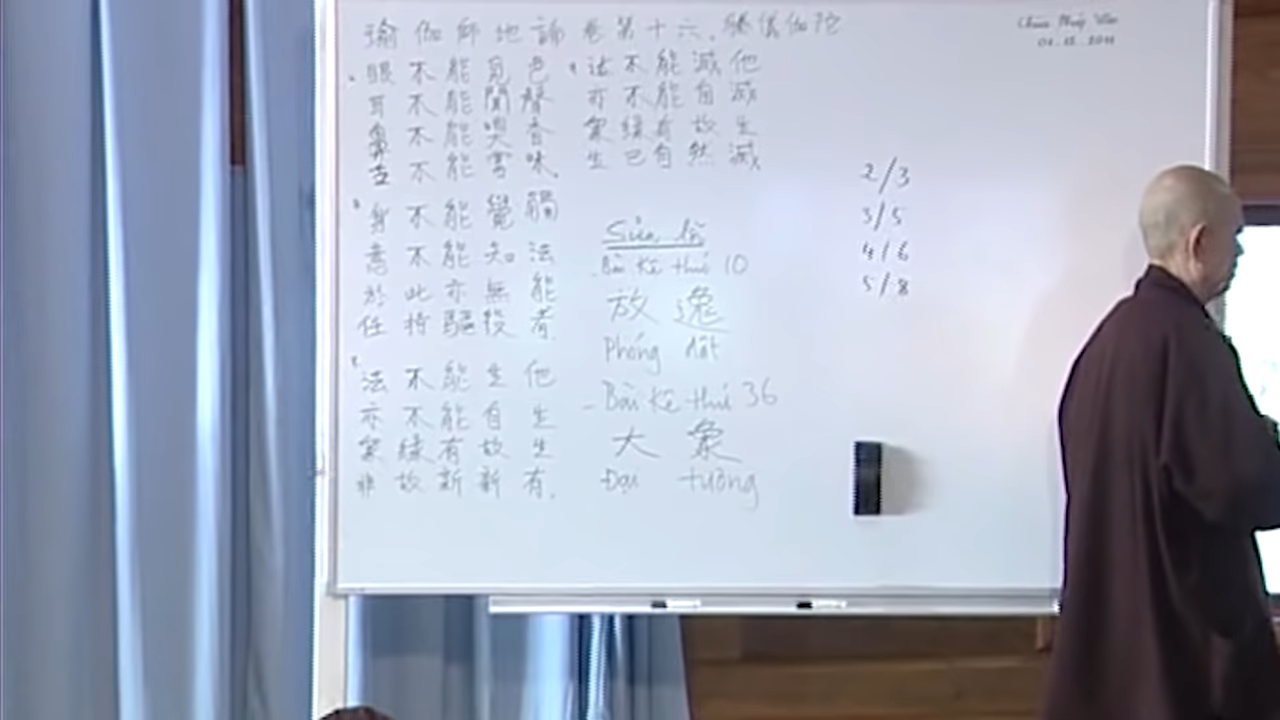 瑜伽師地論卷第十六, 勝義伽陀
Chùa Pháp Vân
眼不能見色
耳不能聞聲
鼻不能嗅香
舌不能嘗味
身不能覺觸
意不能知法
於此亦無能
任持驅役者
法不能生他
亦不能自生
眾緣有故生
非故新新有.
法不能滅他
亦不能自滅
眾緣有故生
生已自然滅
Sửa lỗi
- Bài kệ thứ 10
放逸
Phóng dật
- Bài kệ thứ 36
大象
Đại tượng
2/3
3/5
4/6
5/8